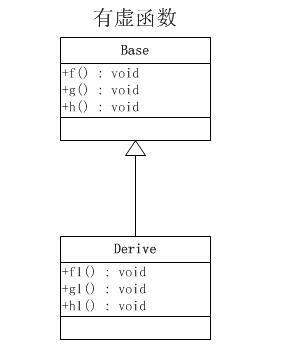 有虚函数
Base
+f() : void
+g() : void
+h() : void
Derive
+f1() : void
+g1() : void
+h1() : void